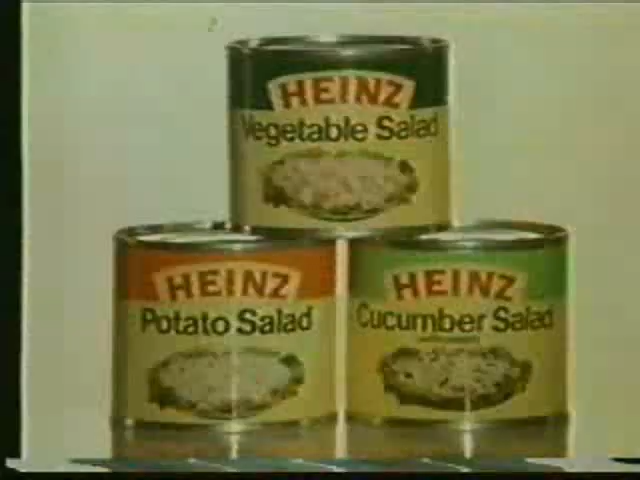 HEINZ
Vegetable Salad
HEINZ
Potato Salad
HEINZ
Cucumber Salad